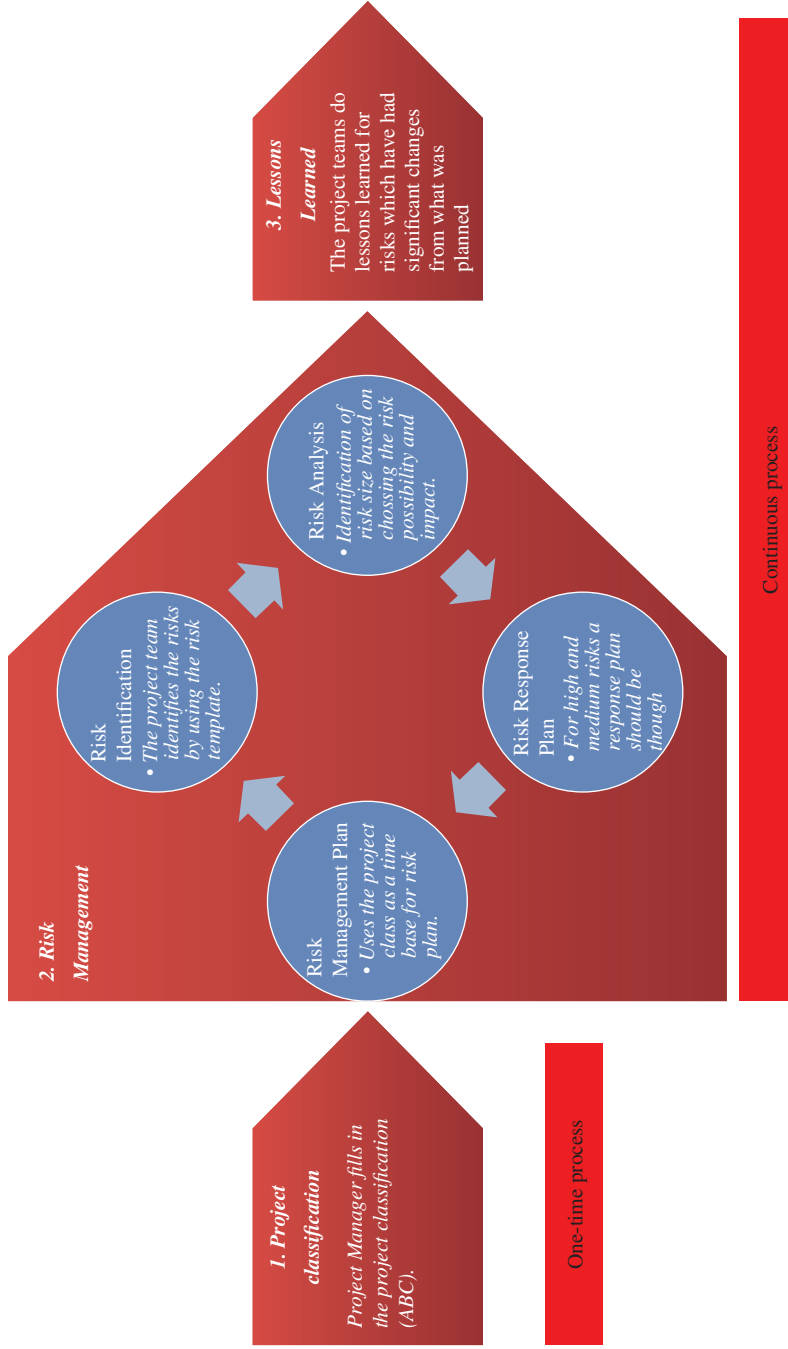 1. Project
classification
Project Manager fills in
the project classification
(ABC).
One-time process
2. Risk
Management
Risk
Management Plan
• Uses the project
class as a time
base for risk
plan.
Risk
Identification
• The project team
identifies the risks
by using the risk
template.
Risk Analysis
• Identification of
risk size based on
chossing the risk
possibility and
impact.
Risk Response
Plan
• For high and
medium risks a
response plan
should be
though
3. Lessons
Learned
The project teams do
lessons learned for
risks which have had
significant changes
from what was
planned
Continuous process